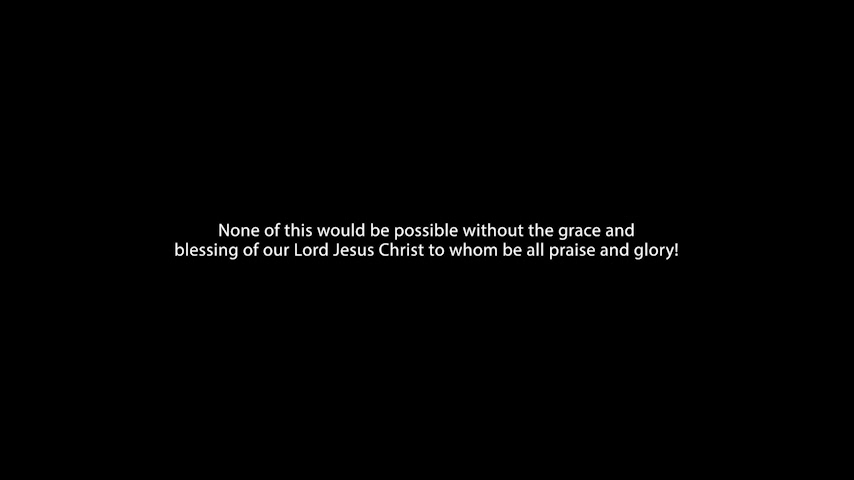 None of this would be possible without the grace and
blessing of our Lord Jesus Christ to whom be all praise and glory!